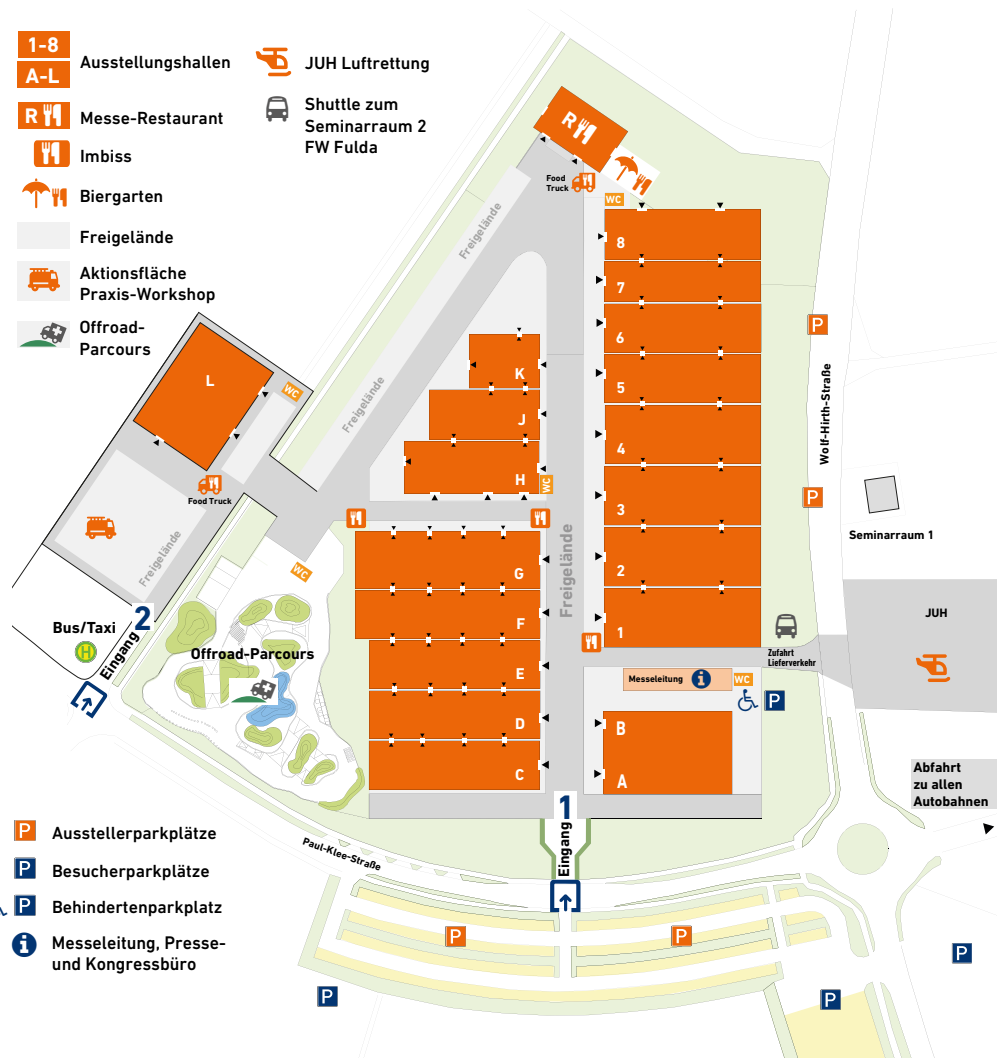 1-8
A-L
Ausstellungshallen
R
Messe-Restaurant
Imbiss
Biergarten
Freigelände
Aktionsfläche
Praxis-Workshop
Offroad-
Parcours
JUH Luftrettung
Shuttle zum
Seminarraum 2
FW Fulda
R
Food
Truck
WC
8
7
6
5
4
3
2
1
Freigelände
Freigelände
Freigelände
K
J
H
WC
G
F
E
D
C
B
A
L
WC
Food Truck
Freigelände
WC
Bus/Taxi
H
Eingang 2
Offroad-Parcours
P
Wolf-Hirth-Straße
P
Seminarraum 1
JUH
Zufahrt
Lieferverkehr
Messeleitung
i
WC
P
Abfahrt
zu allen
Autobahnen
Eingang 1
Paul-Klee-Straße
P
P
P
P
P
P Ausstellerparkplätze
P Besucherparkplätze
P Behindertenparkplatz
i Messeleitung, Presse-
und Kongressbüro